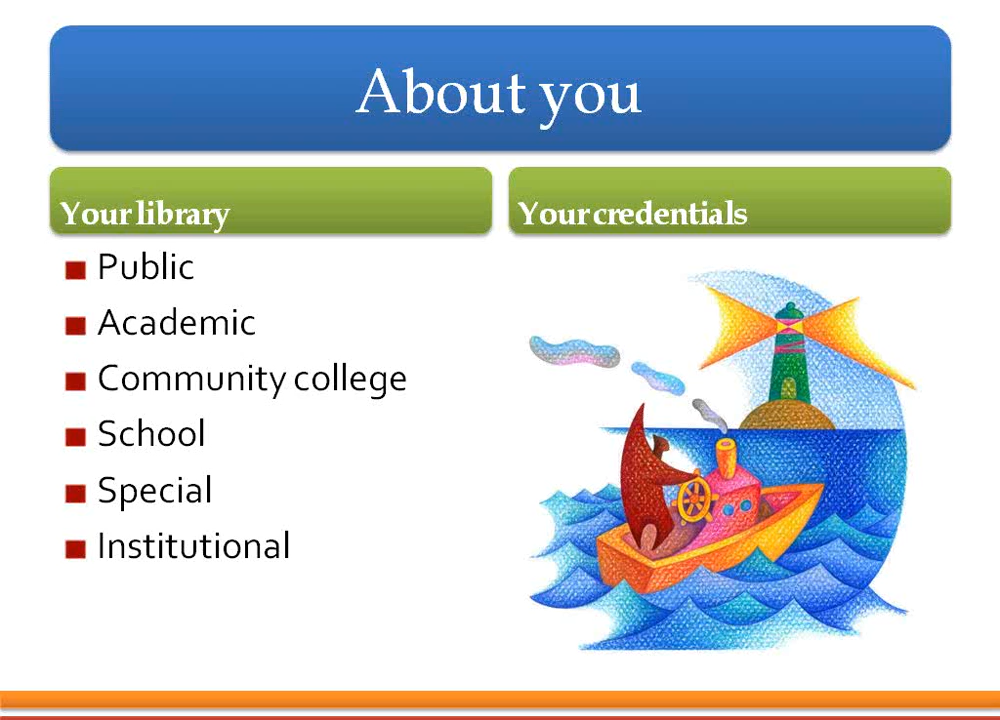 About you
Your library
Your credentials
Public
Academic
Community college
School
Special
Institutional